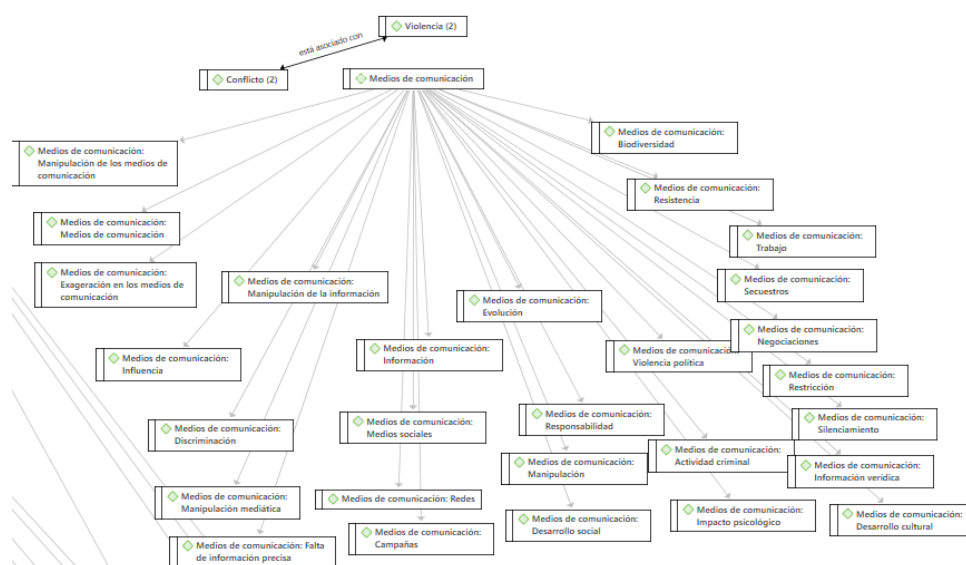 Violencia (2)
está asociado con
Conflicto (2)
Medios de comunicación
Medios de comunicación:
Biodiversidad
Medios de comunicación:
Manipulación de los medios de
comunicación
Medios de comunicación:
Resistencia
Medios de comunicación:
Medios de comunicación
Medios de comunicación:
Trabajo
Medios de comunicación:
Exageración en los medios de
comunicación
Medios de comunicación:
Manipulación de la información
Medios de comunicación:
Secuestros
Medios de comunicación:
Evolución
Medios de comunicación:
Negociaciones
Medios de comunicación:
Influencia
Medios de comunicación:
Información
Medios de comunicación:
Violencia política
Medios de comunicación:
Restricción
Medios de comunicación:
Discriminación
Medios de comunicación:
Medios sociales
Medios de comunicación:
Responsabilidad
Medios de comunicación:
Silenciamiento
Medios de comunicación:
Actividad criminal
Medios de comunicación:
Manipulación
Medios de comunicación:
Información verídica
Medios de comunicación:
Manipulación mediática
Medios de comunicación: Redes
Medios de comunicación:
Impacto psicológico
Medios de comunicación:
Desarrollo cultural
Medios de comunicación:
Desarrollo social
Medios de comunicación:
Campañas
Medios de comunicación: Falta
de información precisa